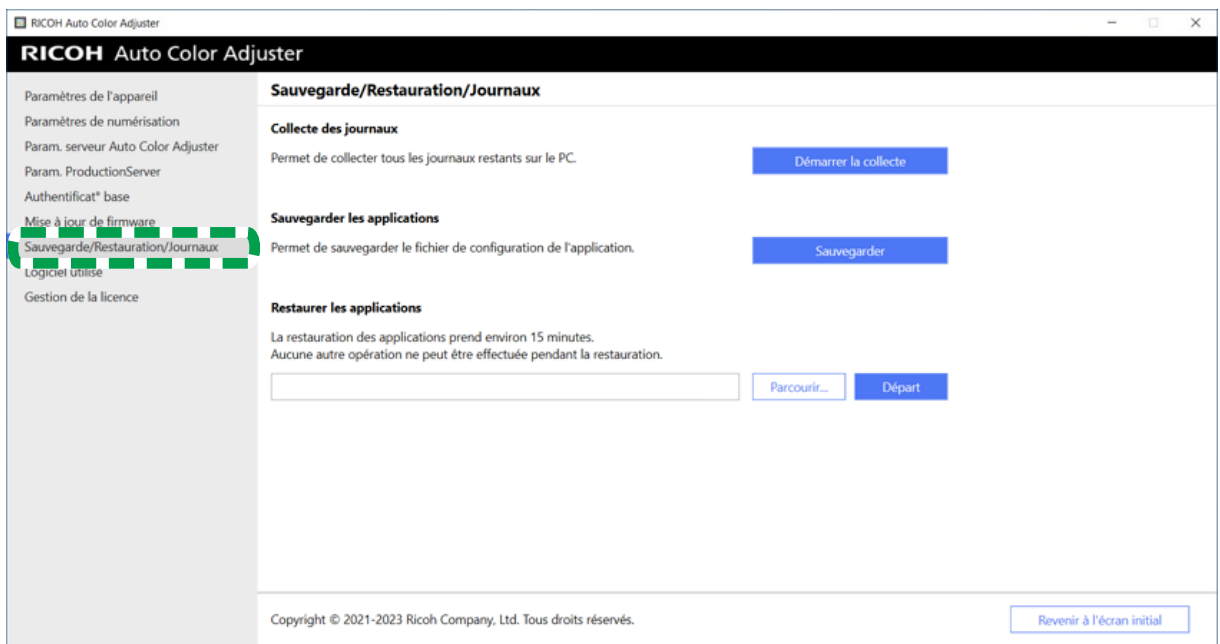 RICOH Auto Color Adjuster
RICOH Auto Color Adjuster
Paramètres de l'appareil
Paramètres de numérisation
Param. serveur Auto Color Adjuster
Param. ProductionServer
Authentificat° base
Mise à jour de firmware
Sauvegarde/Restauration/Journaux
Logiciel utilisé
Gestion de la licence
Sauvegarde/Restauration/Journaux
Collecte des journaux
Permet de collecter tous les journaux restants sur le PC.
Démarrer la collecte
Sauvegarder les applications
Permet de sauvegarder le fichier de configuration de l'application.
Sauvegarder
Restaurer les applications
La restauration des applications prend environ 15 minutes.
Aucune autre opération ne peut être effectuée pendant la restauration.
Parcourir...
Départ
Copyright © 2021-2023 Ricoh Company, Ltd. Tous droits réservés.
Revenir à l'écran initial